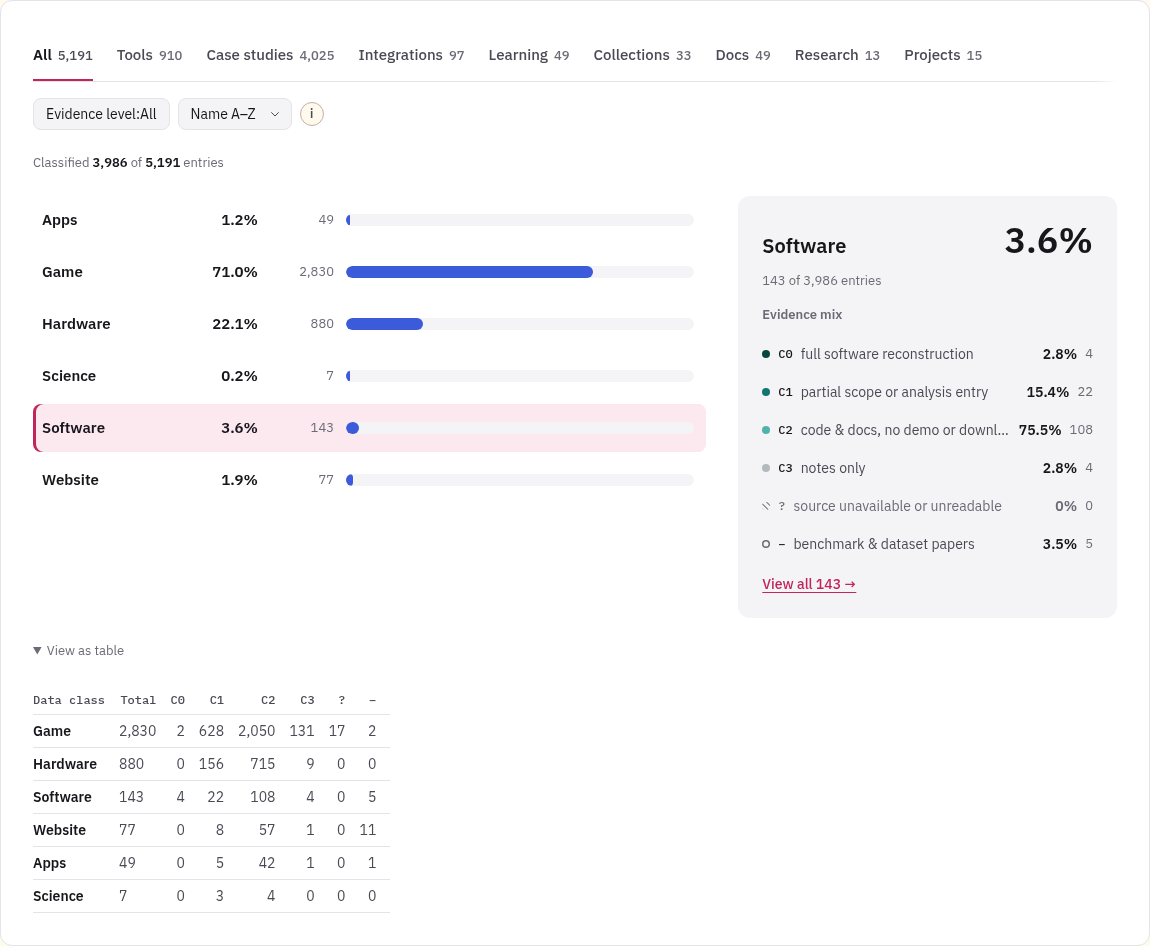 All 5,191 Tools 910 Case studies 4,025 Integrations 97 Learning 49 Collections 33 Docs 49 Research 13 Projects 15
Evidence level:All Name A–Z i
Classified 3,986 of 5,191 entries
Apps 1.2% 49
Game 71.0% 2,830
Hardware 22.1% 880
Science 0.2% 7
Software 3.6% 143
Website 1.9% 77
Software 3.6%
143 of 3,986 entries
Evidence mix
C0 full software reconstruction 2.8% 4
C1 partial scope or analysis entry 15.4% 22
C2 code & docs, no demo or downl... 75.5% 108
C3 notes only 2.8% 4
? source unavailable or unreadable 0% 0
– benchmark & dataset papers 3.5% 5
View all 143 →
▼ View as table
Data class Total C0 C1 C2 C3 ? –
Game 2,830 2 628 2,050 131 17 2
Hardware 880 0 156 715 9 0 0
Software 143 4 22 108 4 0 5
Website 77 0 8 57 1 0 11
Apps 49 0 5 42 1 0 1
Science 7 0 3 4 0 0 0